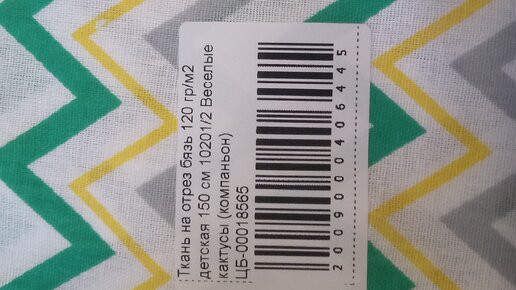 Ткань на отрез бязь 120 гр/м2
детская 150 см 10201/2 Веселые
кактусы (компаньон)
ЦБ-00018565
2009000406445